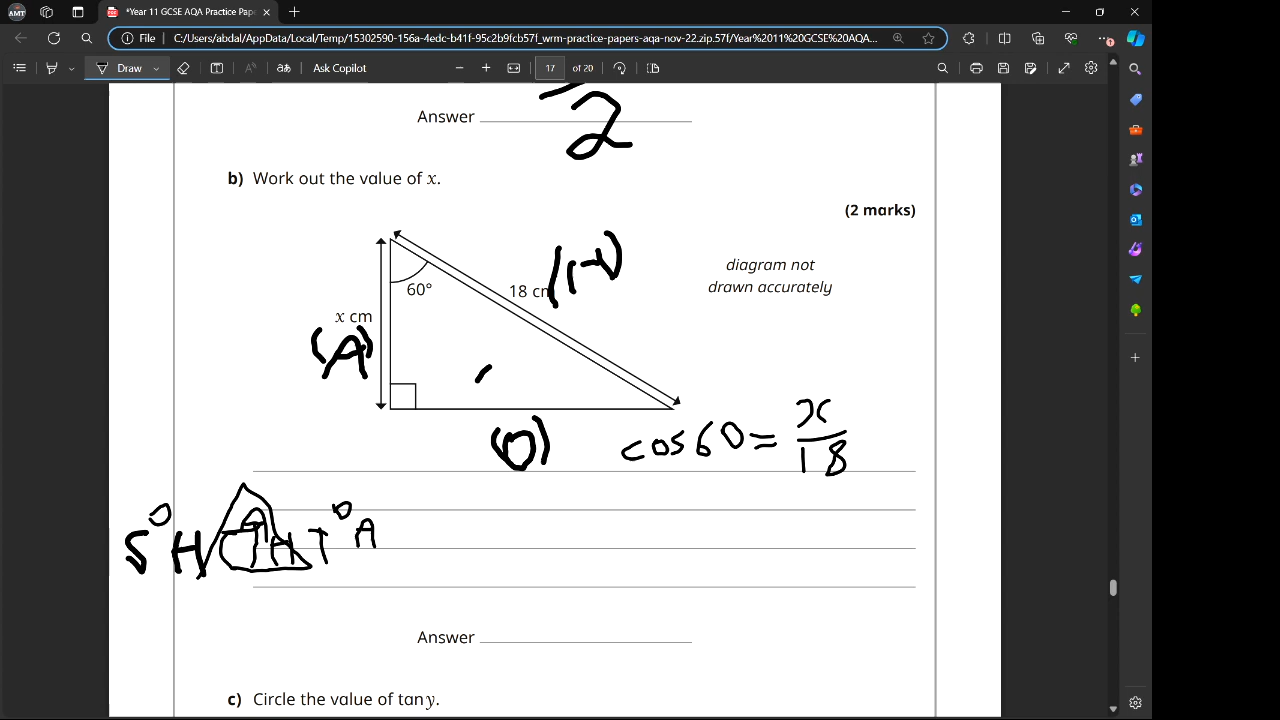 AMT
*Year 11 GCSE AQA Practice Pape
File
C:/Users/abdal/AppData/Local/Temp/15302590-156a-4edc-b41f-95c2b9fcb57f_wrm-practice-papers-aqa-nov-22.zip.57f/Year%2011%20GCSE%20AQA...
Draw
Ask Copilot
17 of 20
2
Answer
b) Work out the value of x.
(2 marks)
(H)
diagram not
drawn accurately
60°
18 cm
x cm
(A)
(O)
cos60 = x/18
S O H C A H T O A
Answer
c) Circle the value of tan y.